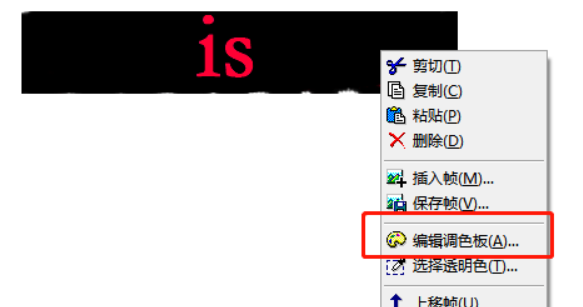 is
剪切(T)
复制(C)
粘贴(P)
删除(D)
插入帧(M)...
保存帧(V)...
编辑调色板(A)...
选择透明色(T)...
上移帧(U)